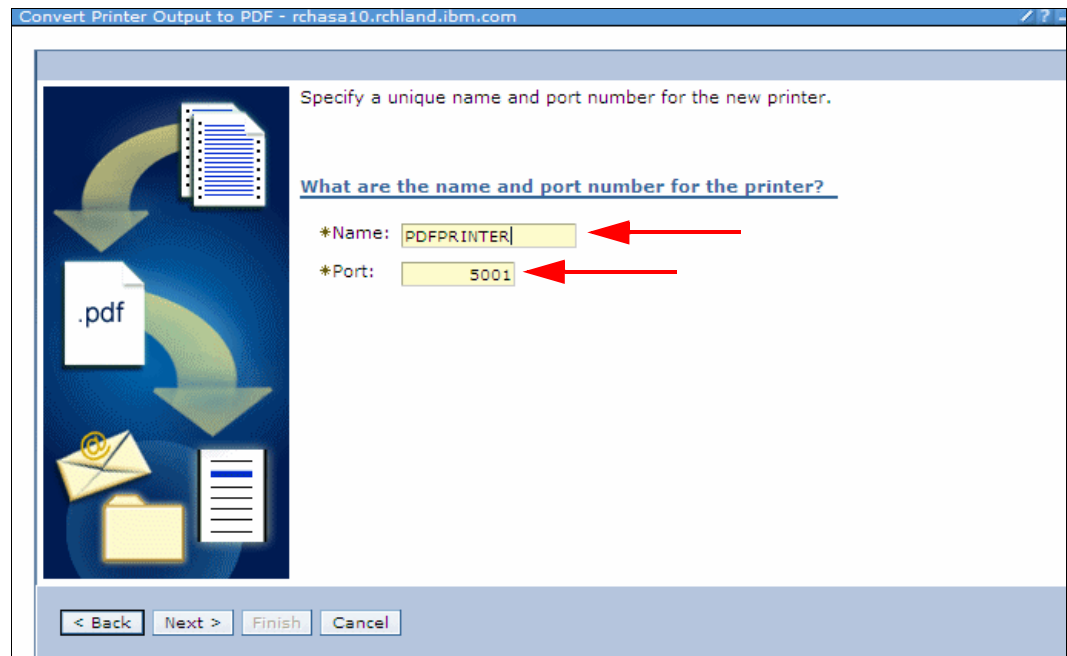 Convert Printer Output to PDF - rchasa10.rchland.ibm.com
Specify a unique name and port number for the new printer.
What are the name and port number for the printer?
*Name: PDFPRINTER
*Port: 5001
.pdf
@
< Back Next > Finish Cancel